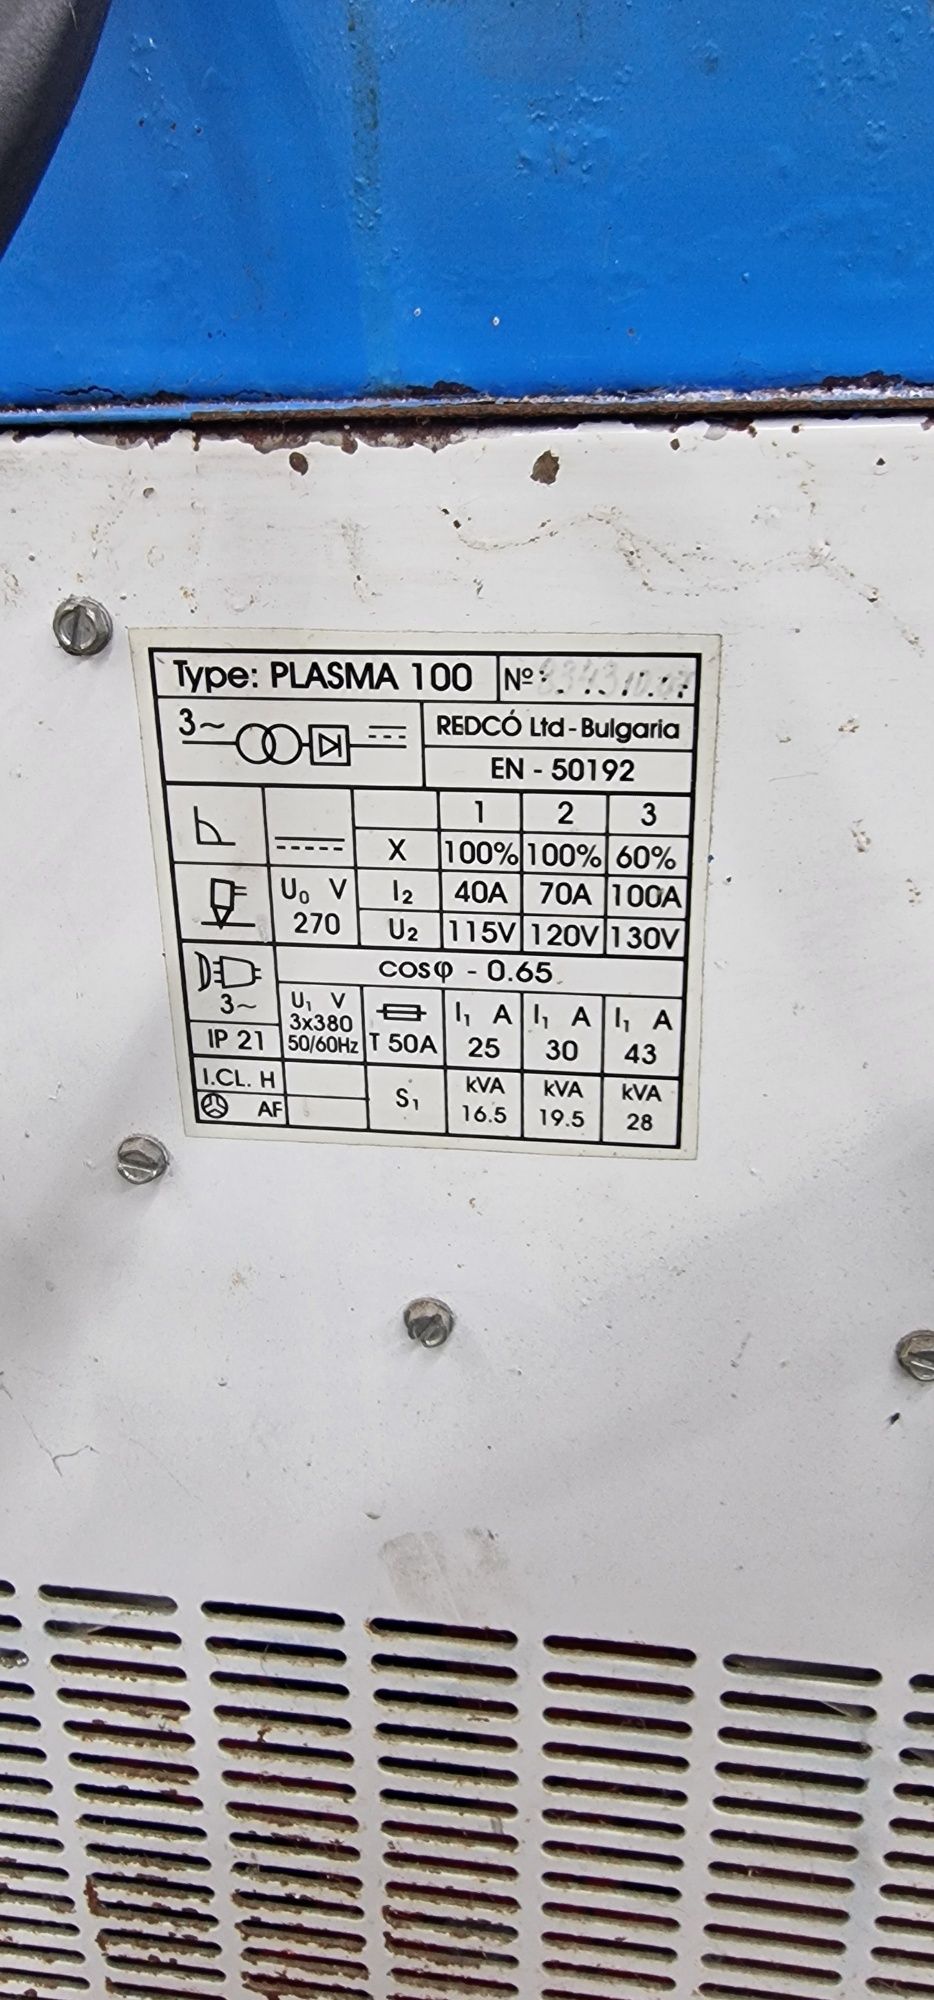 Type: PLASMA 100 Nº
3~ REDCÓ Ltd - Bulgaria
EN - 50192
1 2 3
X 100% 100% 60%
U₀ V I₂ 40A 70A 100A
270 U₂ 115V 120V 130V
cosφ - 0.65
3~ U₁ V I₁ A I₁ A I₁ A
3x380
IP 21 50/60Hz T 50A 25 30 43
I.CL. H S₁ kVA kVA kVA
AF 16.5 19.5 28